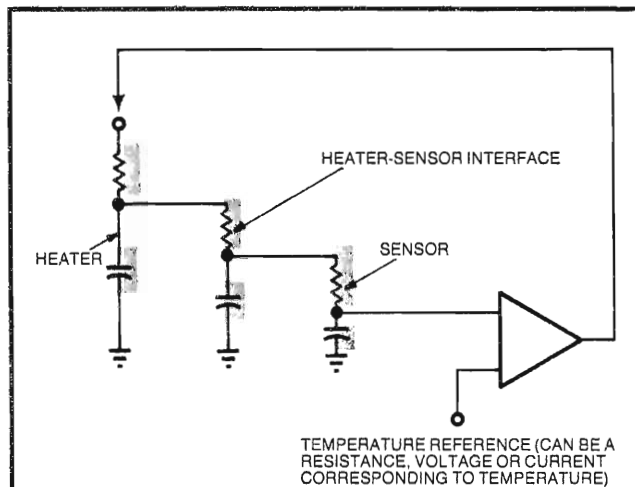 HEATER-SENSOR INTERFACE
SENSOR
HEATER
TEMPERATURE REFERENCE (CAN BE A
RESISTANCE, VOLTAGE OR CURRENT
CORRESPONDING TO TEMPERATURE)